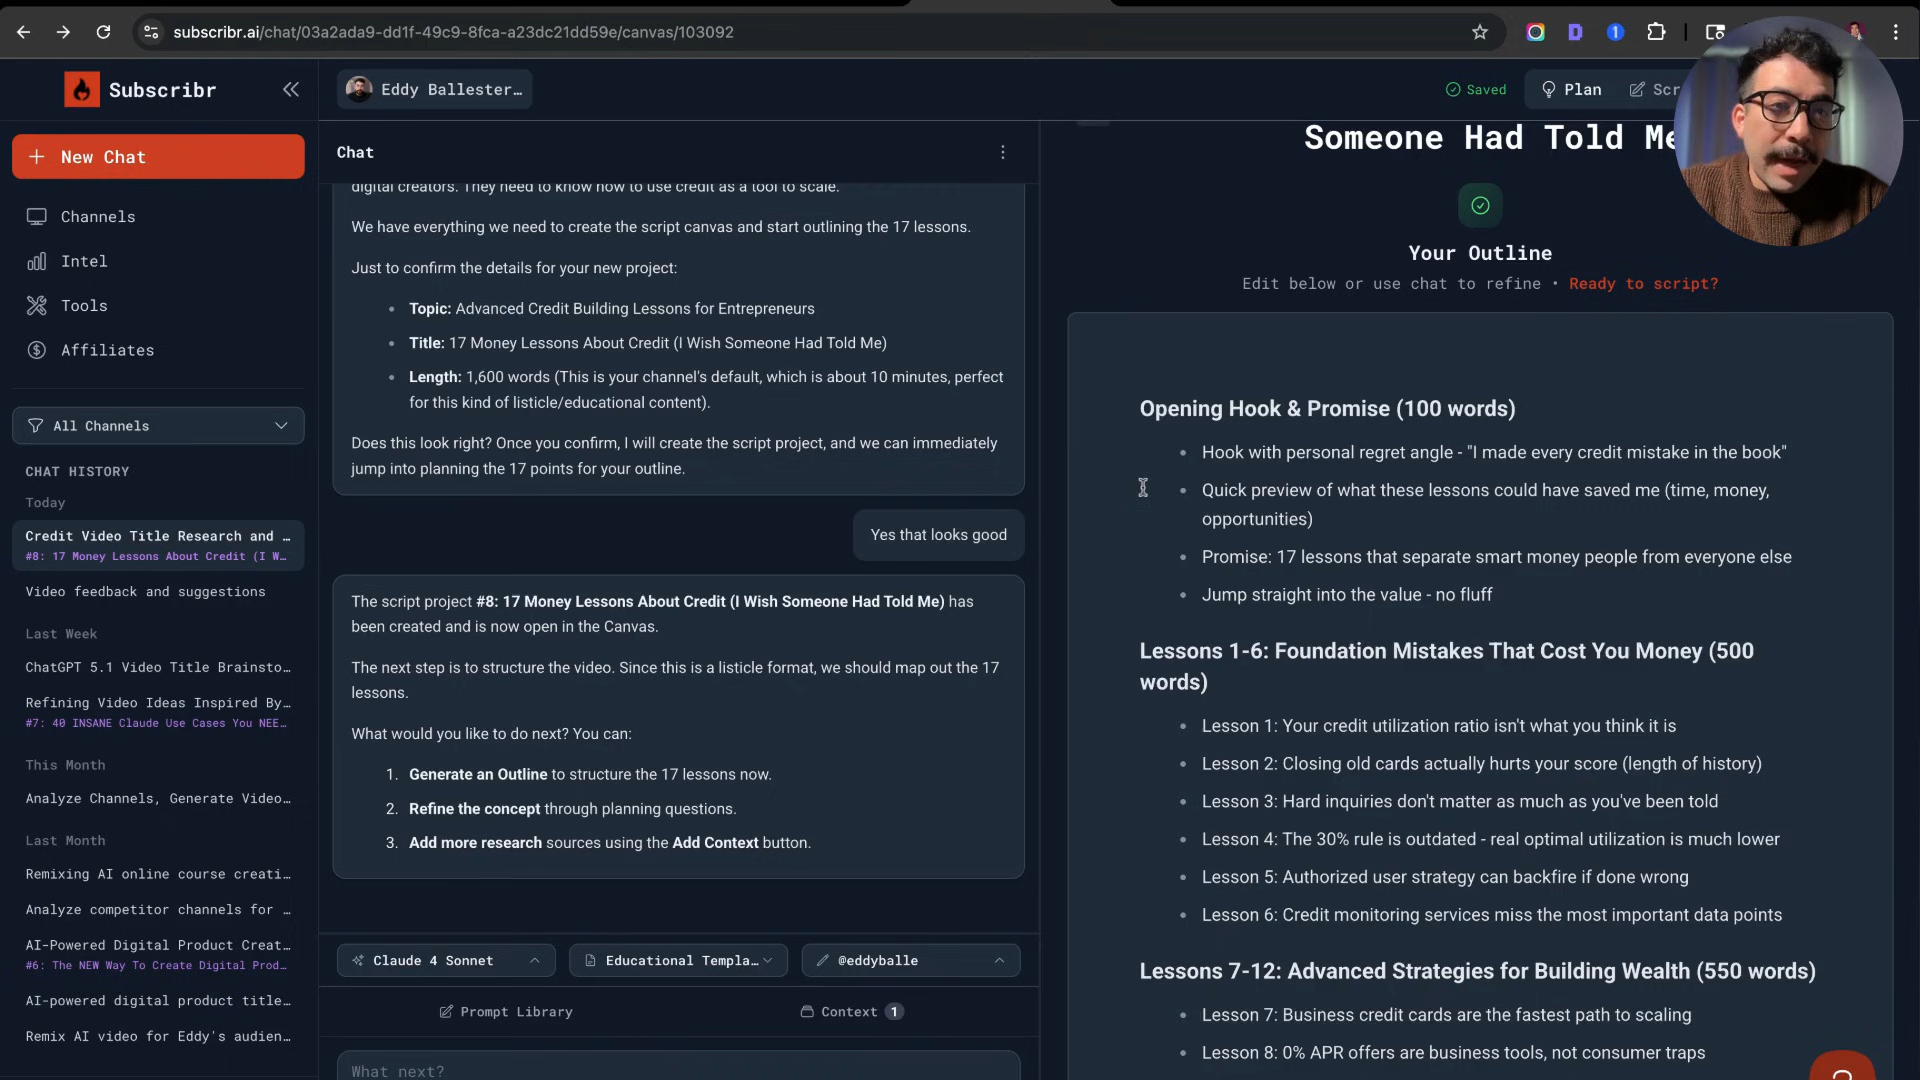 subscribr.ai/chat/03a2ada9-dd1f-49c9-8fca-a23dc21dd59e/canvas/103092
Subscribr
New Chat
Channels
Intel
Tools
Affiliates
All Channels
CHAT HISTORY
Today
Credit Video Title Research and …
#8: 17 Money Lessons About Credit (I W…
Video feedback and suggestions
Last Week
ChatGPT 5.1 Video Title Brainsto…
Refining Video Ideas Inspired By…
#7: 40 INSANE Claude Use Cases You NEE…
This Month
Analyze Channels, Generate Video…
Last Month
Remixing AI online course creati…
Analyze competitor channels for …
AI-Powered Digital Product Creat…
#6: The NEW Way To Create Digital Prod…
AI-powered digital product title…
Remix AI video for Eddy's audien…
Eddy Ballester…
Saved
Plan
Scr
Chat
digital creators. They need to know how to use credit as a tool to scale.
We have everything we need to create the script canvas and start outlining the 17 lessons.
Just to confirm the details for your new project:
• Topic: Advanced Credit Building Lessons for Entrepreneurs
• Title: 17 Money Lessons About Credit (I Wish Someone Had Told Me)
• Length: 1,600 words (This is your channel's default, which is about 10 minutes, perfect
for this kind of listicle/educational content).
Does this look right? Once you confirm, I will create the script project, and we can immediately
jump into planning the 17 points for your outline.
Yes that looks good
The script project #8: 17 Money Lessons About Credit (I Wish Someone Had Told Me) has
been created and is now open in the Canvas.
The next step is to structure the video. Since this is a listicle format, we should map out the 17
lessons.
What would you like to do next? You can:
1. Generate an Outline to structure the 17 lessons now.
2. Refine the concept through planning questions.
3. Add more research sources using the Add Context button.
Claude 4 Sonnet
Educational Templa…
@eddyballe
Prompt Library
Context 1
What next?
Someone Had Told Me
Your Outline
Edit below or use chat to refine • Ready to script?
Opening Hook & Promise (100 words)
• Hook with personal regret angle - "I made every credit mistake in the book"
• Quick preview of what these lessons could have saved me (time, money,
opportunities)
• Promise: 17 lessons that separate smart money people from everyone else
• Jump straight into the value - no fluff
Lessons 1-6: Foundation Mistakes That Cost You Money (500
words)
• Lesson 1: Your credit utilization ratio isn't what you think it is
• Lesson 2: Closing old cards actually hurts your score (length of history)
• Lesson 3: Hard inquiries don't matter as much as you've been told
• Lesson 4: The 30% rule is outdated - real optimal utilization is much lower
• Lesson 5: Authorized user strategy can backfire if done wrong
• Lesson 6: Credit monitoring services miss the most important data points
Lessons 7-12: Advanced Strategies for Building Wealth (550 words)
• Lesson 7: Business credit cards are the fastest path to scaling
• Lesson 8: 0% APR offers are business tools, not consumer traps